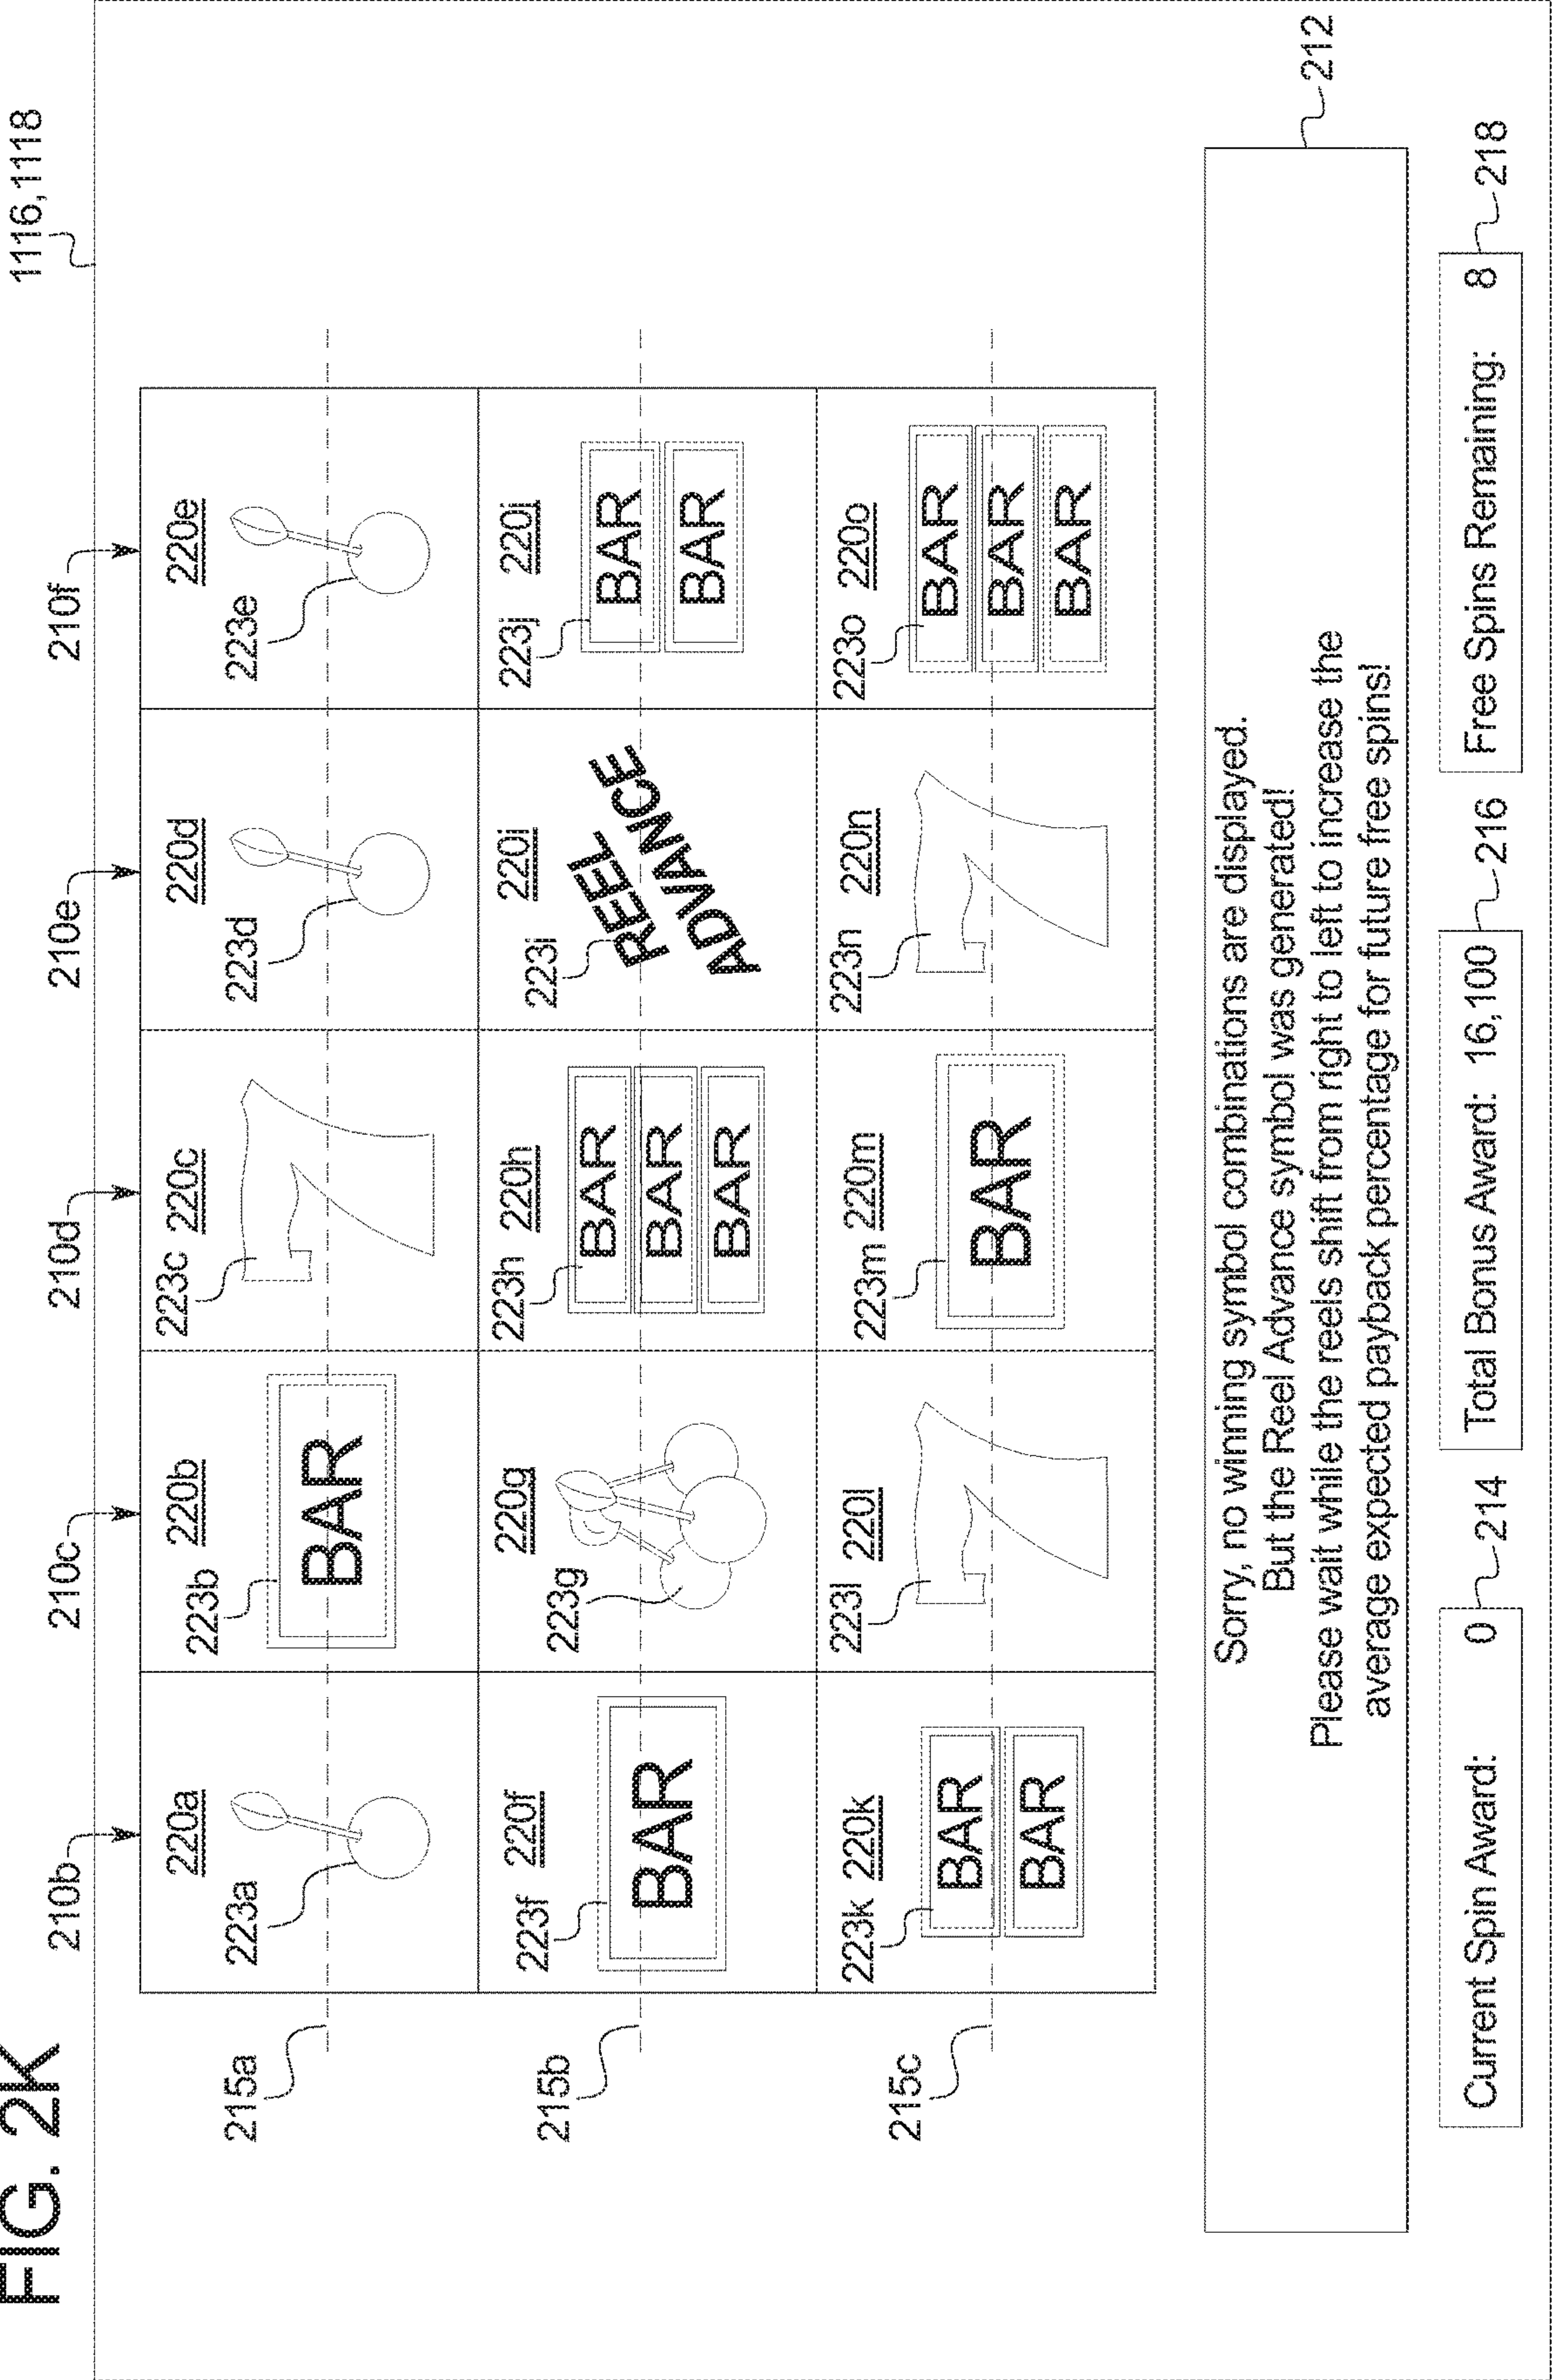 FIG. 2K
1116,1118
210b 210c 210d 210e 210f
220a 220b 220c 220d 220e
223a 223b 223c 223d 223e
BAR
215a
220f 220g 220h 220i 220j
223f 223g 223h 223i 223j
BAR
BAR
BAR
BAR
REEL
ADVANCE
BAR
BAR
215b
220k 220l 220m 220n 220o
223k 223l 223m 223n 223o
BAR
BAR
BAR
BAR
BAR
BAR
215c
Sorry, no winning symbol combinations are displayed.
But the Reel Advance symbol was generated!
Please wait while the reels shift from right to left to increase the
average expected payback percentage for future free spins!
212
Current Spin Award: 0 214 Total Bonus Award: 16,100 216 Free Spins Remaining: 8 218